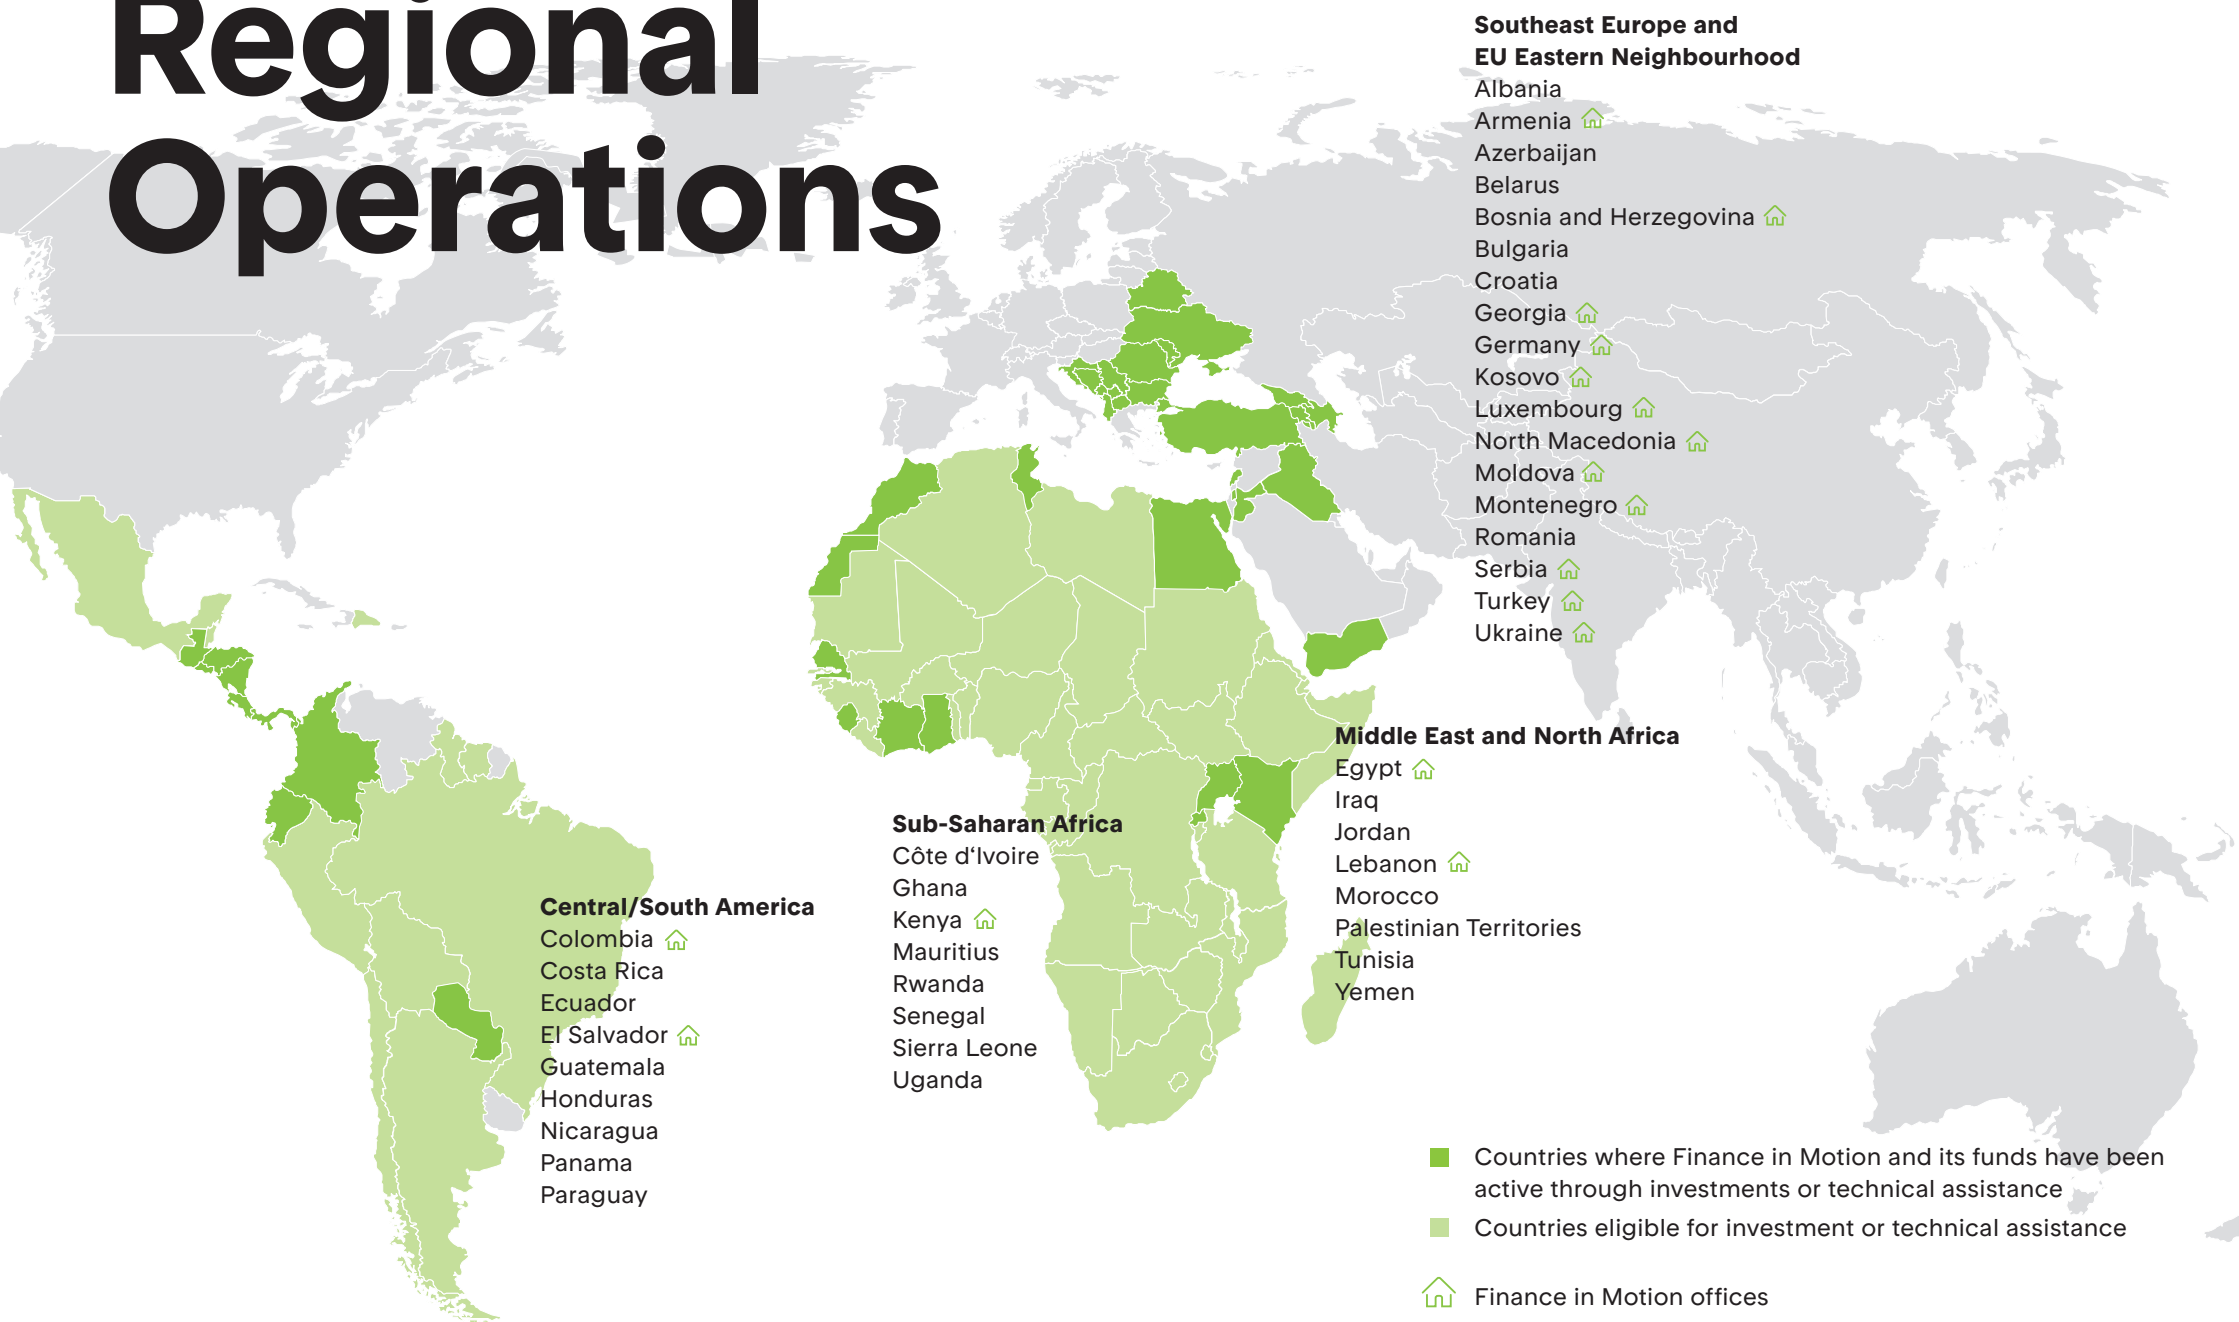 Regional
Operations
Southeast Europe and
EU Eastern Neighbourhood
Albania
Armenia
Azerbaijan
Belarus
Bosnia and Herzegovina
Bulgaria
Croatia
Georgia
Germany
Kosovo
Luxembourg
North Macedonia
Moldova
Montenegro
Romania
Serbia
Turkey
Ukraine
Middle East and North Africa
Egypt
Iraq
Jordan
Lebanon
Morocco
Palestinian Territories
Tunisia
Yemen
Sub-Saharan Africa
Côte d‘Ivoire
Ghana
Kenya
Mauritius
Rwanda
Senegal
Sierra Leone
Uganda
Central/South America
Colombia
Costa Rica
Ecuador
El Salvador
Guatemala
Honduras
Nicaragua
Panama
Paraguay
Countries where Finance in Motion and its funds have been
active through investments or technical assistance
Countries eligible for investment or technical assistance
Finance in Motion offices